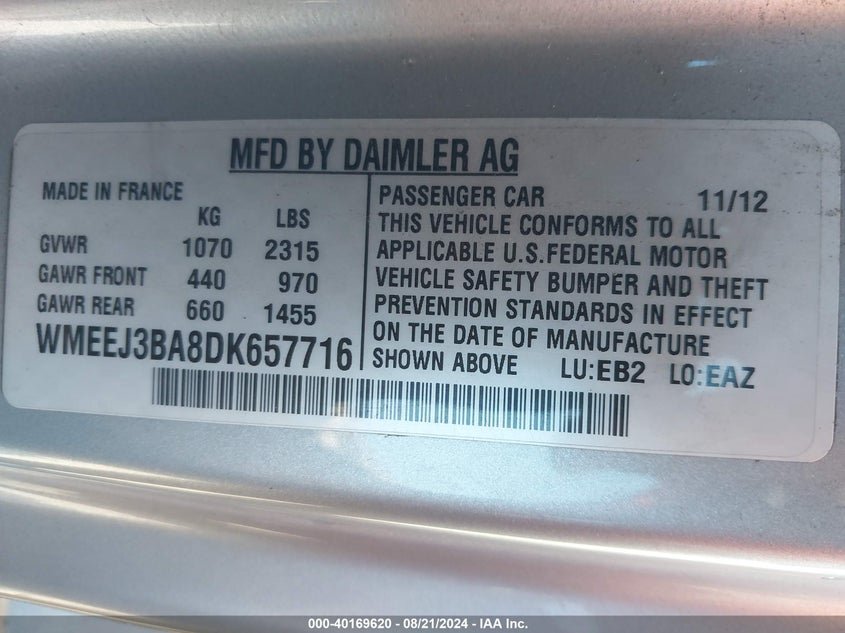 MFD BY DAIMLER AG
MADE IN FRANCE
KG LBS
GVWR 1070 2315
GAWR FRONT 440 970
GAWR REAR 660 1455
WMEEJ3BA8DK657716
PASSENGER CAR 11/12
THIS VEHICLE CONFORMS TO ALL
APPLICABLE U.S.FEDERAL MOTOR
VEHICLE SAFETY BUMPER AND THEFT
PREVENTION STANDARDS IN EFFECT
ON THE DATE OF MANUFACTURE
SHOWN ABOVE LU:EB2 LO:EAZ
000-40169620 - 08/21/2024 - IAA Inc.